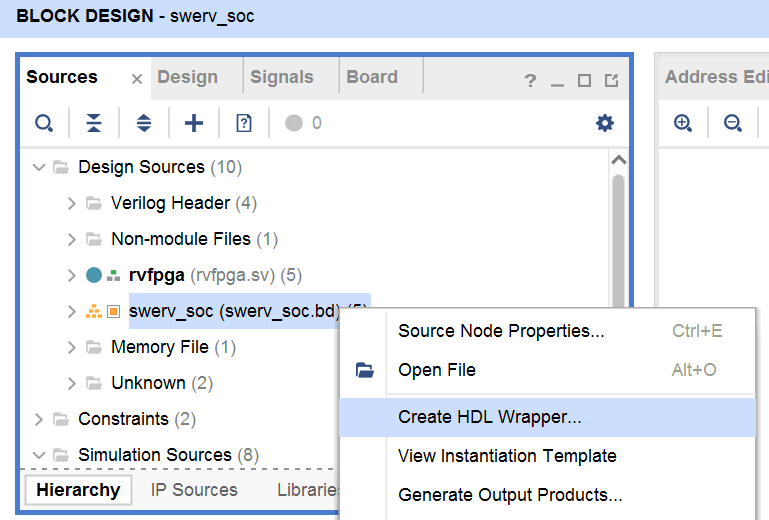 BLOCK DESIGN - swerv_soc
Sources × Design Signals Board ? Address Edi
0
Design Sources (10)
Verilog Header (4)
Non-module Files (1)
rvfpga (rvfpga.sv) (5)
swerv_soc (swerv_soc.bd) (5)
Memory File (1)
Unknown (2)
Constraints (2)
Simulation Sources (8)
Hierarchy IP Sources Libraries
Source Node Properties... Ctrl+E
Open File Alt+O
Create HDL Wrapper...
View Instantiation Template
Generate Output Products...